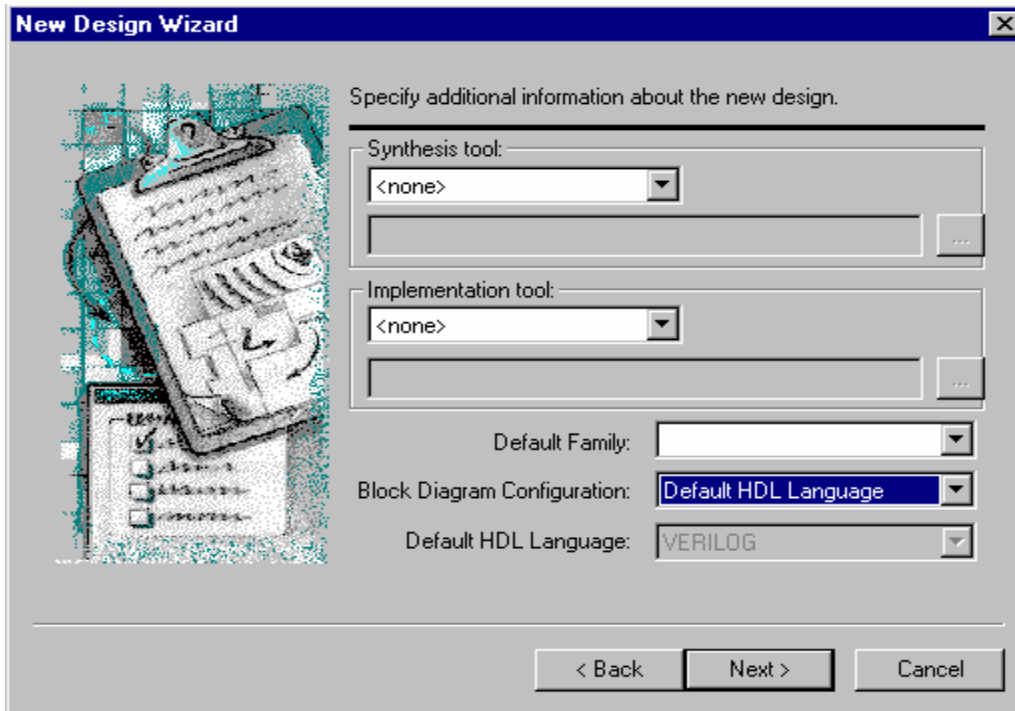 New Design Wizard
Specify additional information about the new design.
Synthesis tool:
<none>
...
Implementation tool:
<none>
...
Default Family:
Block Diagram Configuration: Default HDL Language
Default HDL Language: VERILOG
< Back Next > Cancel